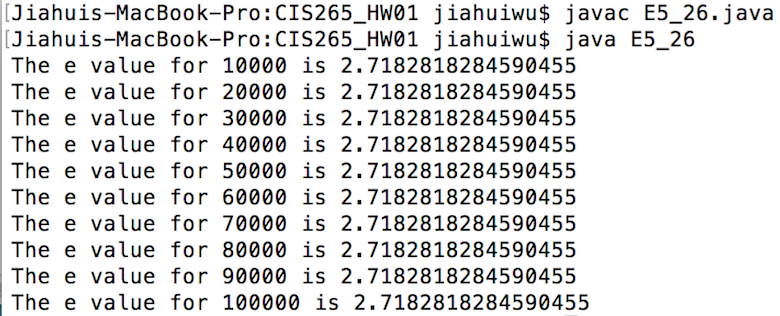 [Jiahuis-MacBook-Pro:CIS265_HW01 jiahuiwu$ javac E5_26.java
[Jiahuis-MacBook-Pro:CIS265_HW01 jiahuiwu$ java E5_26
The e value for 10000 is 2.7182818284590455
The e value for 20000 is 2.7182818284590455
The e value for 30000 is 2.7182818284590455
The e value for 40000 is 2.7182818284590455
The e value for 50000 is 2.7182818284590455
The e value for 60000 is 2.7182818284590455
The e value for 70000 is 2.7182818284590455
The e value for 80000 is 2.7182818284590455
The e value for 90000 is 2.7182818284590455
The e value for 100000 is 2.7182818284590455